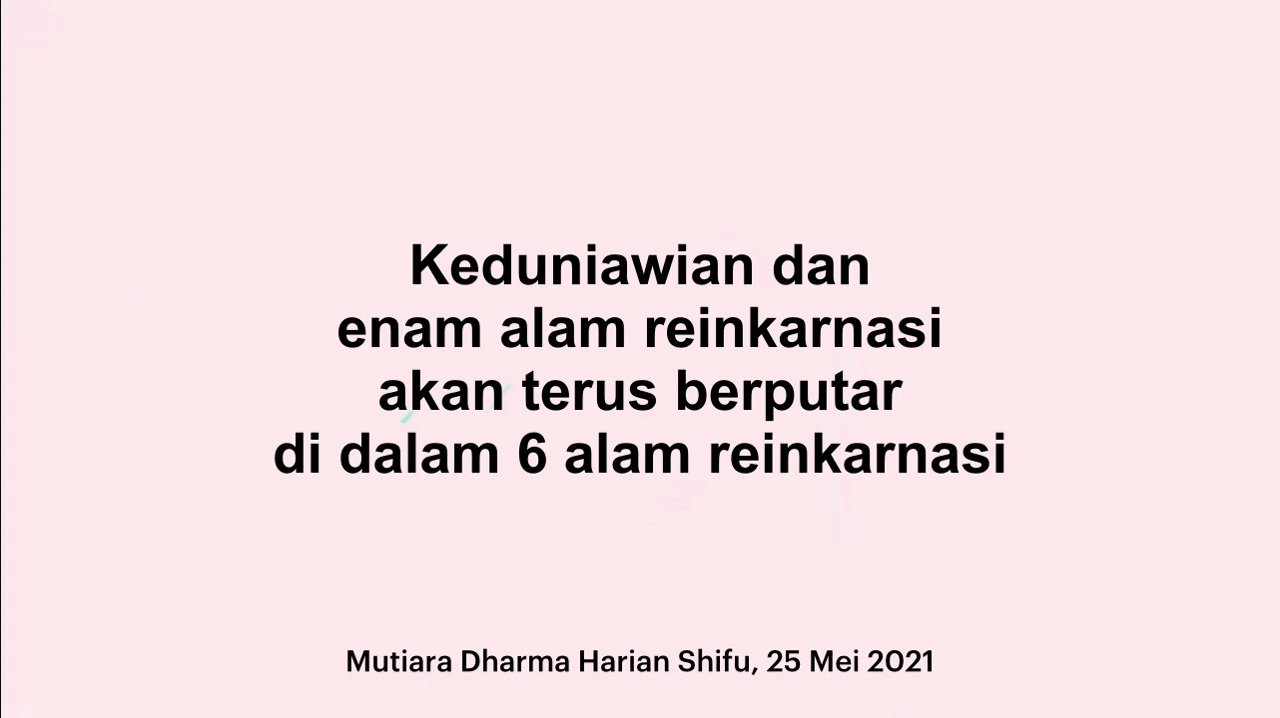 Keduniawian dan
enam alam reinkarnasi
akan terus berputar
di dalam 6 alam reinkarnasi
Mutiara Dharma Harian Shifu, 25 Mei 2021